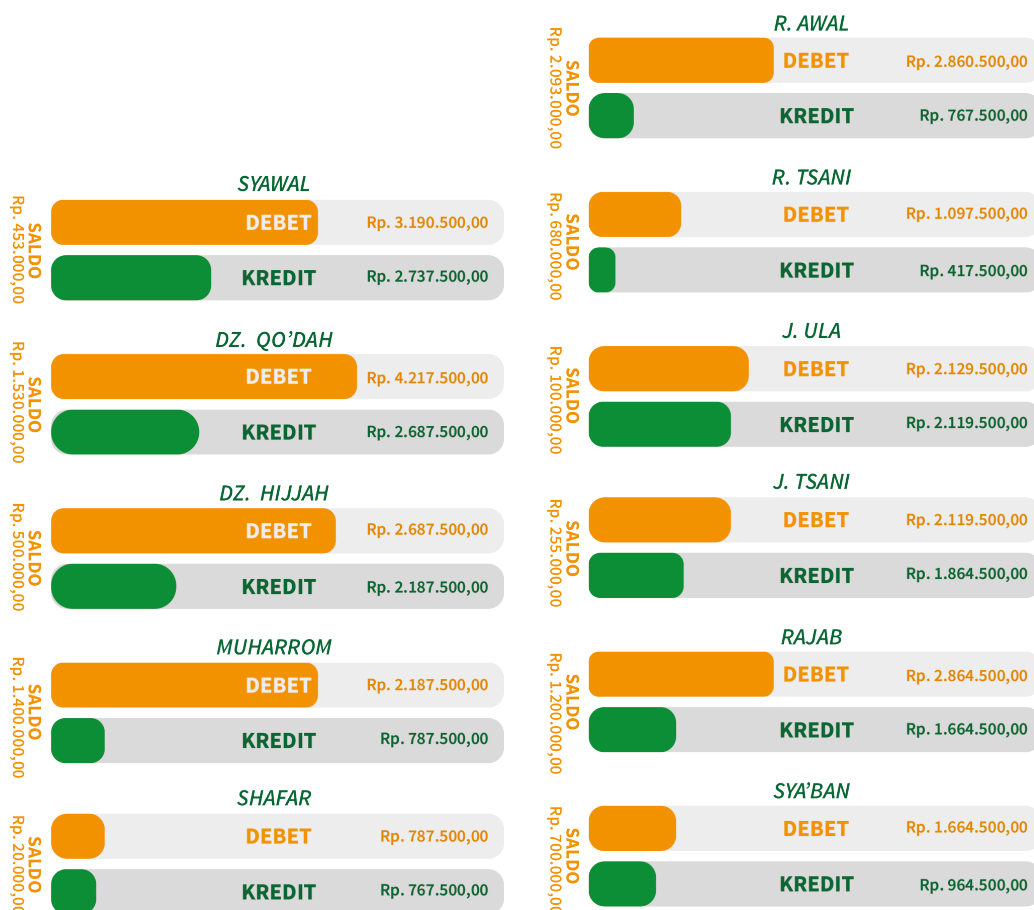 SYAWAL
DEBET Rp. 3.190.500,00
KREDIT Rp. 2.737.500,00
SALDO
Rp. 453.000,00
DZ. QO’DAH
DEBET Rp. 4.217.500,00
KREDIT Rp. 2.687.500,00
SALDO
Rp. 1.530.000,00
DZ. HIJJAH
DEBET Rp. 2.687.500,00
KREDIT Rp. 2.187.500,00
SALDO
Rp. 500.000,00
MUHARROM
DEBET Rp. 2.187.500,00
KREDIT Rp. 787.500,00
SALDO
Rp. 1.400.000,00
SHAFAR
DEBET Rp. 787.500,00
KREDIT Rp. 767.500,00
SALDO
Rp. 20.000,00
R. AWAL
DEBET Rp. 2.860.500,00
KREDIT Rp. 767.500,00
SALDO
Rp. 2.093.000,00
R. TSANI
DEBET Rp. 1.097.500,00
KREDIT Rp. 417.500,00
SALDO
Rp. 680.000,00
J. ULA
DEBET Rp. 2.129.500,00
KREDIT Rp. 2.119.500,00
SALDO
Rp. 100.000,00
J. TSANI
DEBET Rp. 2.119.500,00
KREDIT Rp. 1.864.500,00
SALDO
Rp. 255.000,00
RAJAB
DEBET Rp. 2.864.500,00
KREDIT Rp. 1.664.500,00
SALDO
Rp. 1.200.000,00
SYA’BAN
DEBET Rp. 1.664.500,00
KREDIT Rp. 964.500,00
SALDO
Rp. 700.000,00